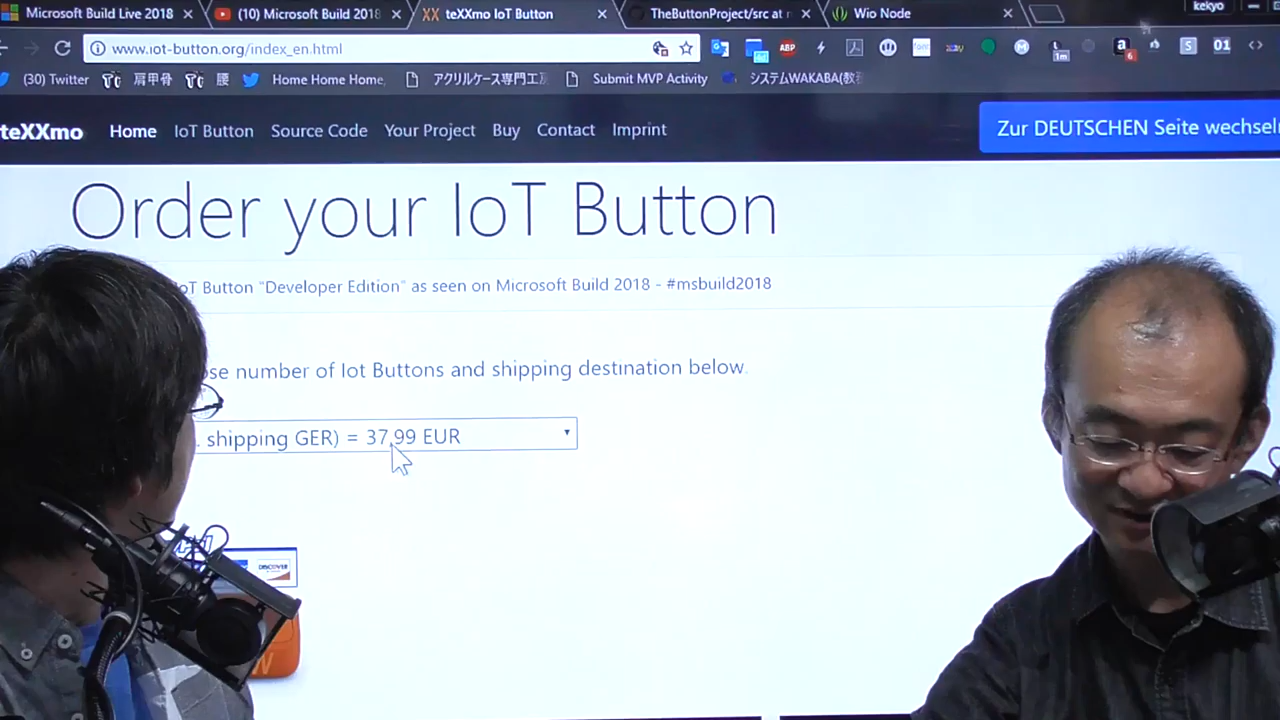 Microsoft Build Live 2018
(10) Microsoft Build 2018
teXXmo IoT Button
TheButtonProject/src at
Wio Node
kekyo
www.iot-button.org/index_en.html
ABP
1m
6
S
01
(30) Twitter
肩甲骨
腰
Home Home Home
アクリルケース専門工
Submit MVP Activity
システムWAKABA(教
teXXmo
Home
IoT Button
Source Code
Your Project
Buy
Contact
Imprint
Zur DEUTSCHEN Seite wechsel
Order your IoT Button
IoT Button "Developer Edition" as seen on Microsoft Build 2018 - #msbuild2018
number of Iot Buttons and shipping destination below.
. shipping GER) = 37,99 EUR
DISCOVER